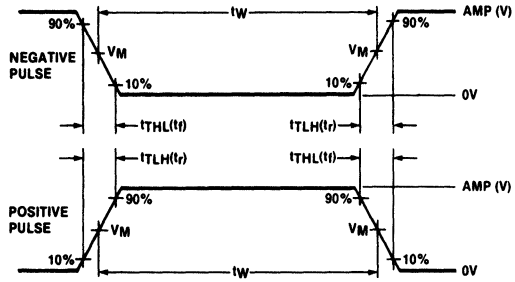 tW
AMP (V)
90%
90%
NEGATIVE
PULSE
VM
VM
10%
10%
0V
tTHL(tf)
tTLH(tr)
tTLH(tr)
tTHL(tf)
AMP (V)
90%
90%
POSITIVE
PULSE
VM
VM
10%
10%
tW
0V